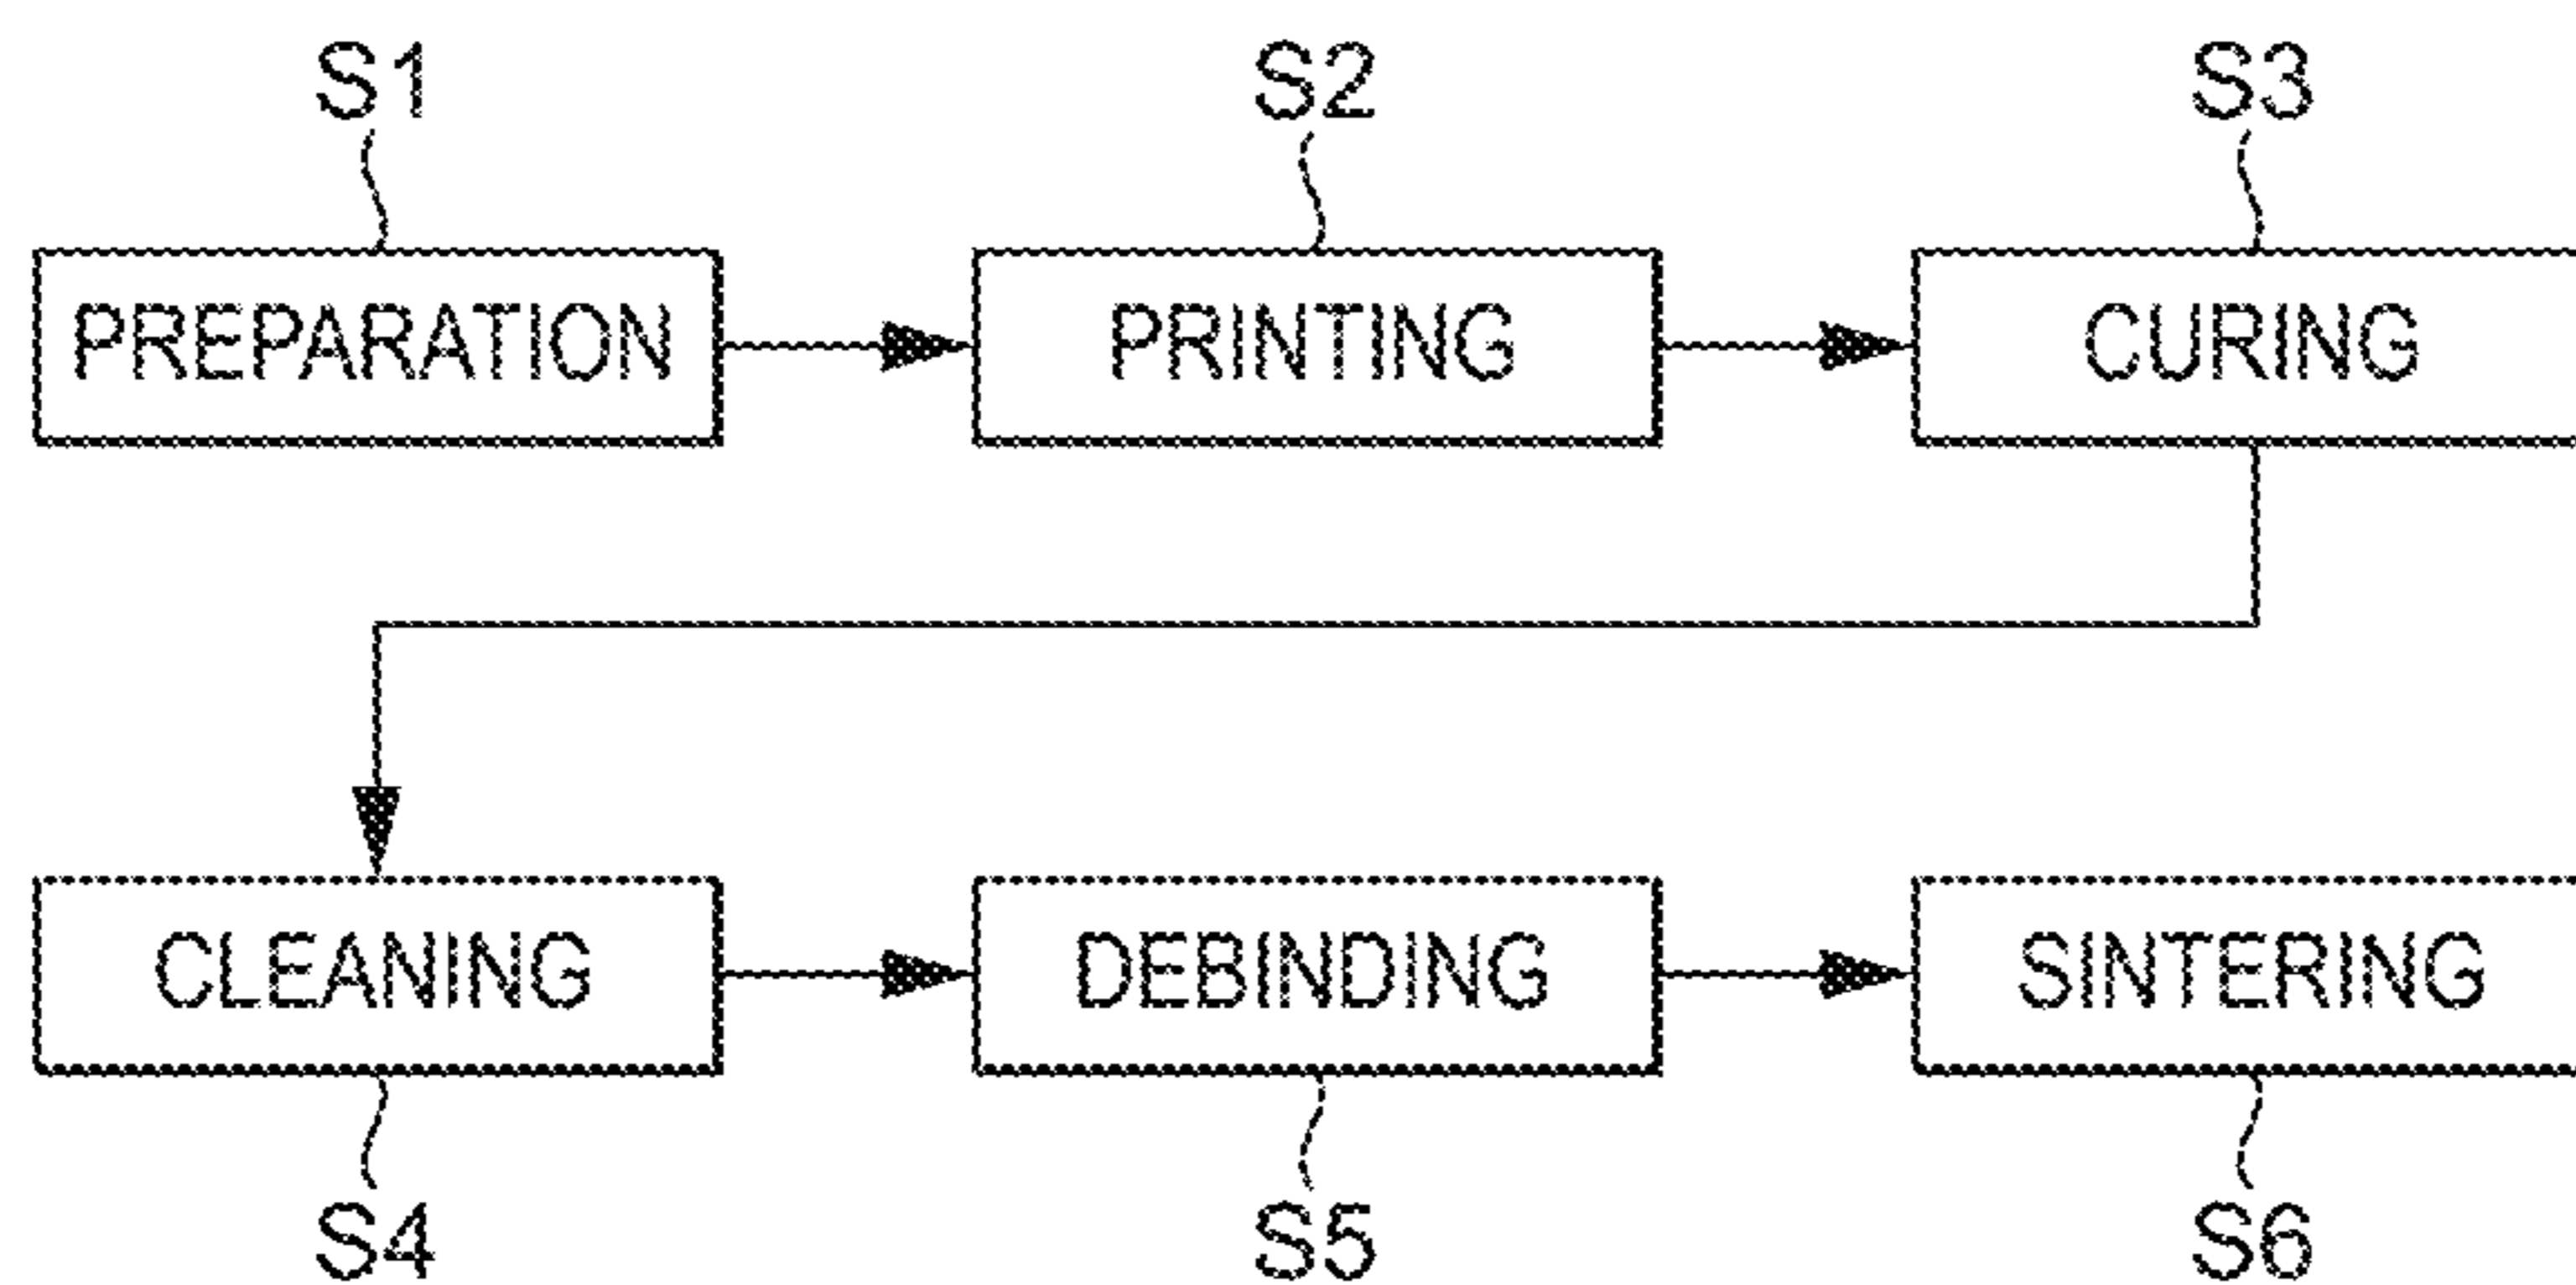 S1 S2 S3
PREPARATION PRINTING CURING
CLEANING DEBINDING SINTERING
S4 S5 S6